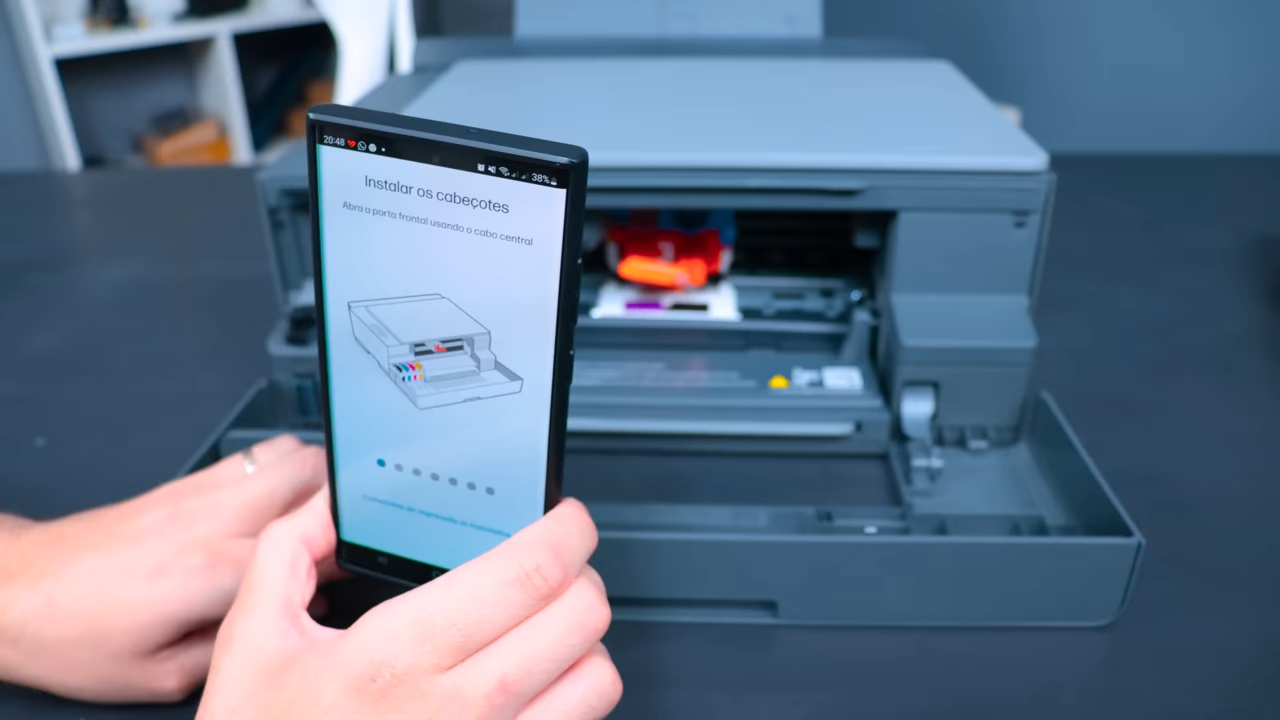 20:48
38%
Instalar os cabeçotes
Abra a porta frontal usando o cabo central